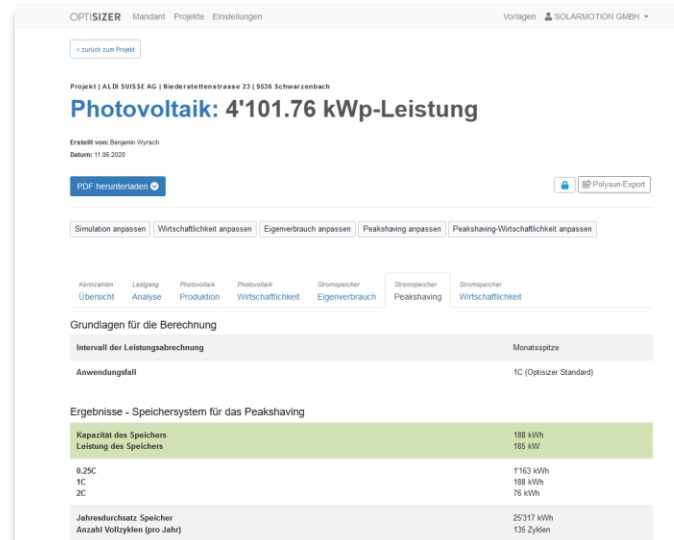 OPTISIZER Mandant Projekte Einstellungen Vorlagen SOLARMOTION GMBH
< zurück zum Projekt
Projekt | ALDI SUISSE AG | Niederstettenstrasse 23 | 9536 Schwarzenbach
Photovoltaik: 4'101.76 kWp-Leistung
Erstellt von: Benjamin Wyrsch
Datum: 11.06.2020
PDF herunterladen
Polysun-Export
Simulation anpassen Wirtschaftlichkeit anpassen Eigenverbrauch anpassen Peakshaving anpassen Peakshaving-Wirtschaftlichkeit anpassen
Kennzahlen Lastgang Photovoltaik Photovoltaik Stromspeicher Stromspeicher Stromspeicher
Übersicht Analyse Produktion Wirtschaftlichkeit Eigenverbrauch Peakshaving Wirtschaftlichkeit
Grundlagen für die Berechnung
Intervall der Leistungsabrechnung Monatsspitze
Anwendungsfall 1C (Optisizer Standard)
Ergebnisse - Speichersystem für das Peakshaving
Kapazität des Speichers 188 kWh
Leistung des Speichers 185 kW
0.25C 1'163 kWh
1C 188 kWh
2C 76 kWh
Jahresdurchsatz Speicher 25'317 kWh
Anzahl Vollzyklen (pro Jahr) 135 Zyklen